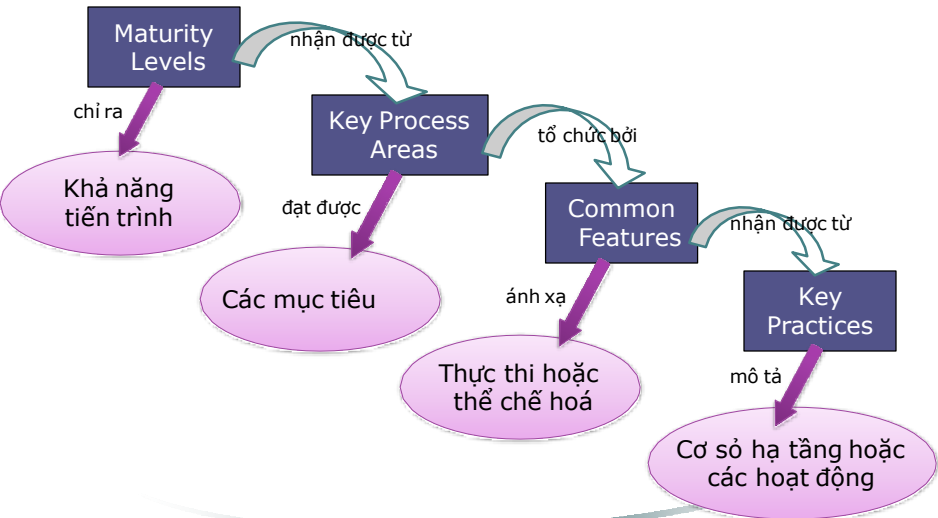 Maturity
Levels
nhận được từ
chỉ ra
Khả năng
tiến trình
Key Process
Areas
tổ chức bởi
đạt được
Các mục tiêu
Common
Features
nhận được từ
ánh xạ
Thực thi hoặc
thể chế hoá
Key
Practices
mô tả
Cơ sỏ hạ tầng hoặc
các hoạt động